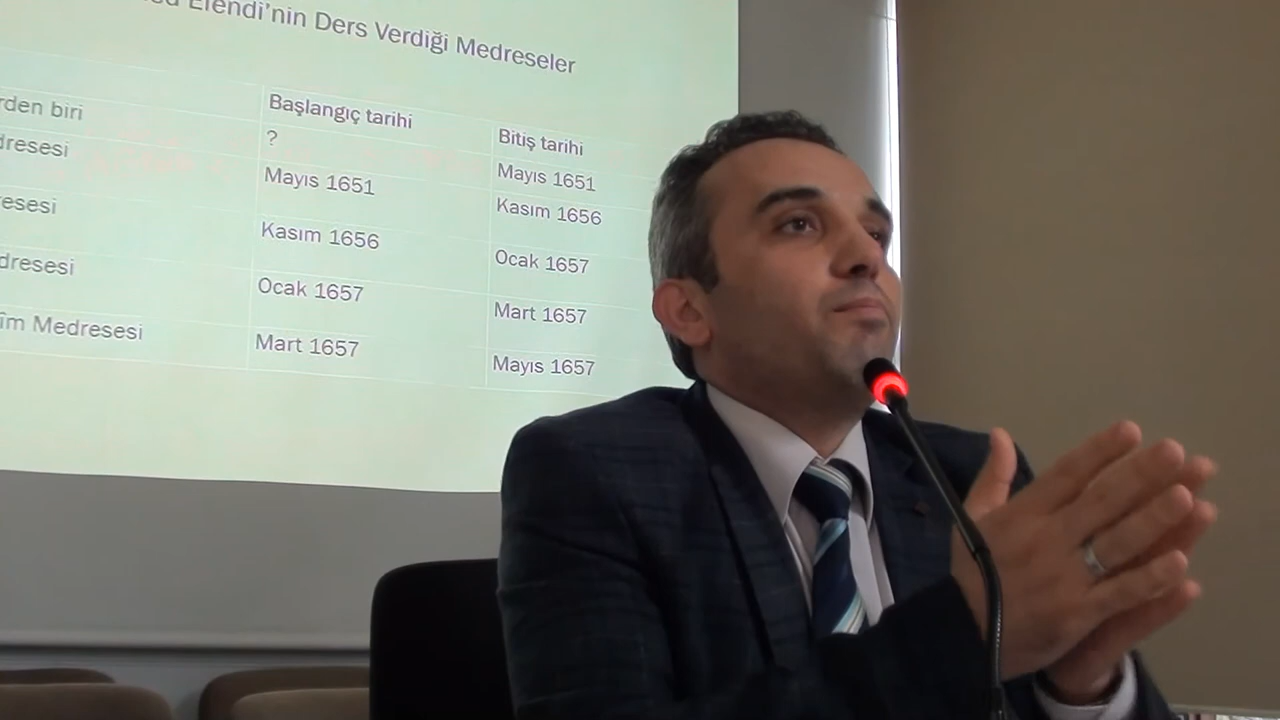 Efendi'nin Ders Verdiği Medreseler
Başlangıç tarihi Bitiş tarihi
rden biri ? Mayıs 1651
dresesi Mayıs 1651 Kasım 1656
resesi Kasım 1656 Ocak 1657
dresesi Ocak 1657 Mart 1657
îm Medresesi Mart 1657 Mayıs 1657